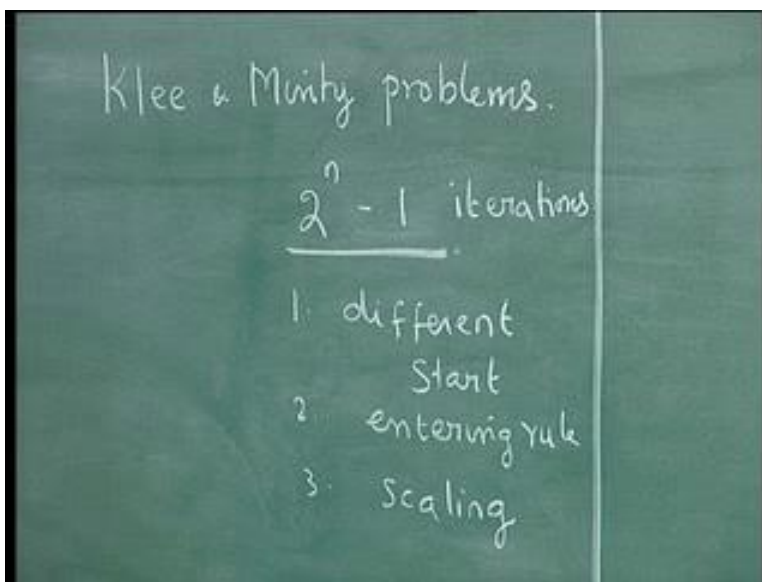 Klee & Minty problems.
2^n - 1 iterations
1. different
Start
2 entering rule
3. Scaling